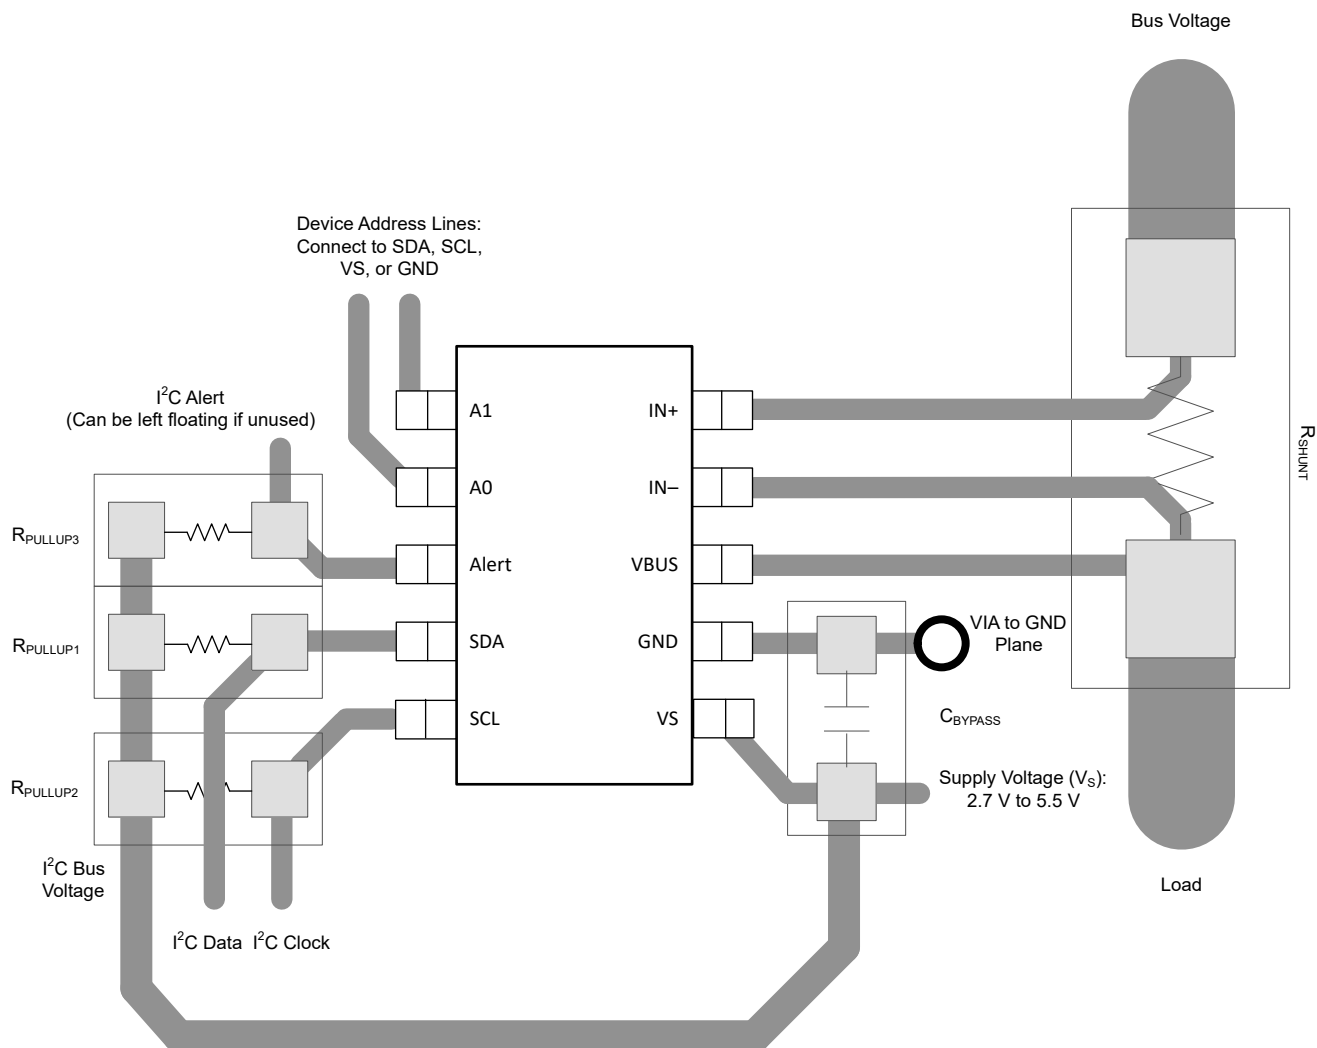 Bus Voltage
Device Address Lines:
Connect to SDA, SCL,
VS, or GND
I²C Alert
(Can be left floating if unused)
A1
IN+
RSHUNT
A0
IN–
RPULLUP3
Alert
VBUS
RPULLUP1
SDA
GND
VIA to GND
Plane
SCL
VS
CBYPASS
RPULLUP2
Supply Voltage (VS):
2.7 V to 5.5 V
I²C Bus
Voltage
Load
I²C Data
I²C Clock